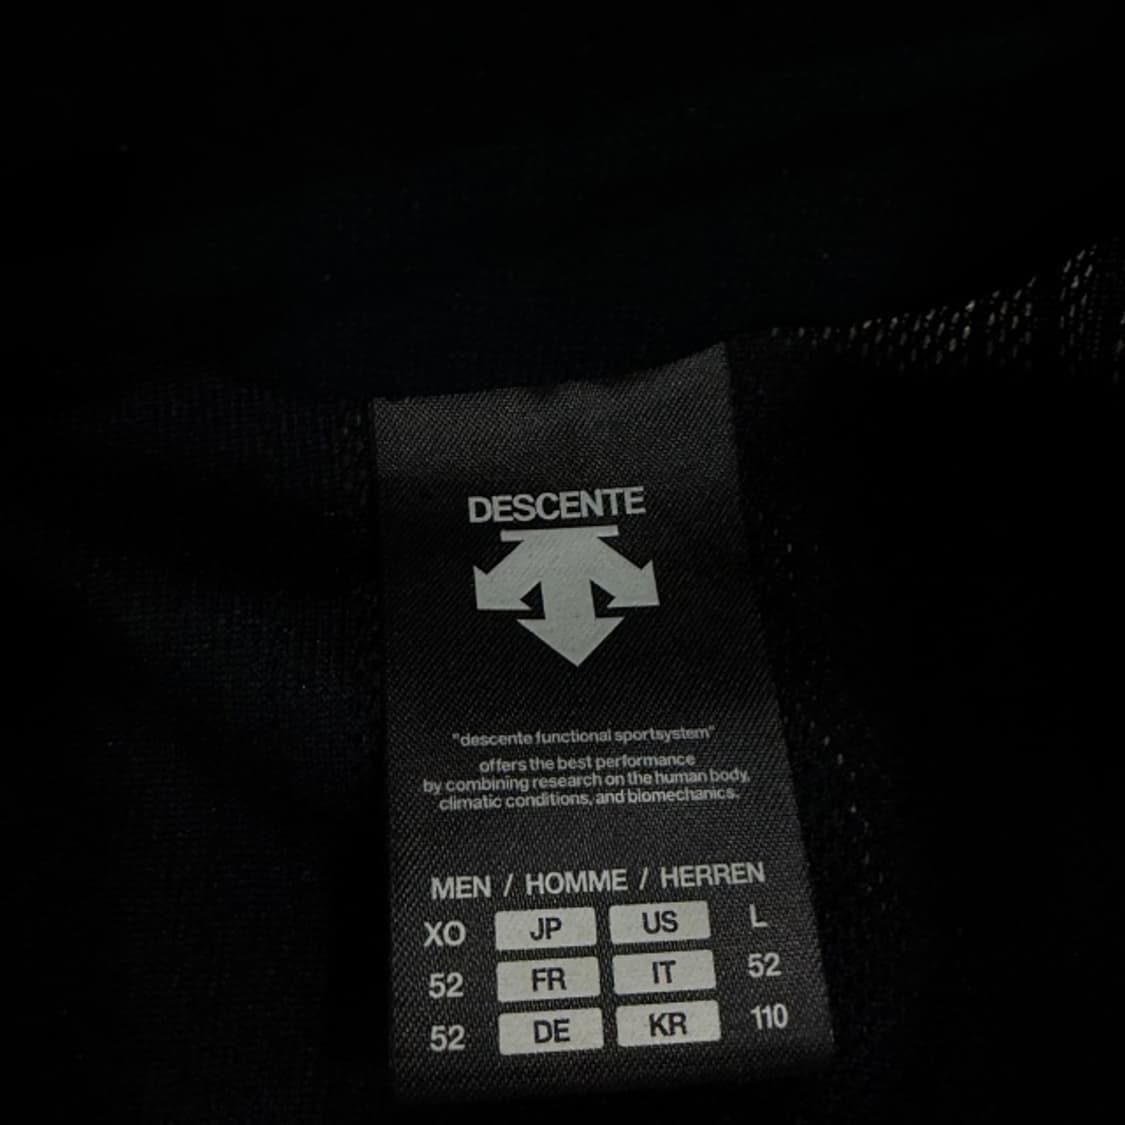 DESCENTE
"descente functional sportsystem"
offers the best performance
by combining research on the human body,
climatic conditions, and biomechanics.
MEN / HOMME / HERREN
XO JP US L
52 FR IT 52
52 DE KR 110